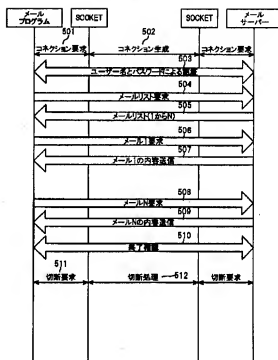 メール
プログラム
SOCKET
SOCKET
メール
サーバー
501
502
コネクション要求
コネクション生成
コネクション要求
503
ユーザー名とパスワードによる認証
504
メールリスト要求
505
メールリスト(1からN)
506
メール1要求
507
メール1の内容送信
508
メールN要求
509
メールNの内容送信
510
完了確認
511
切断要求
切断処理
512
切断要求